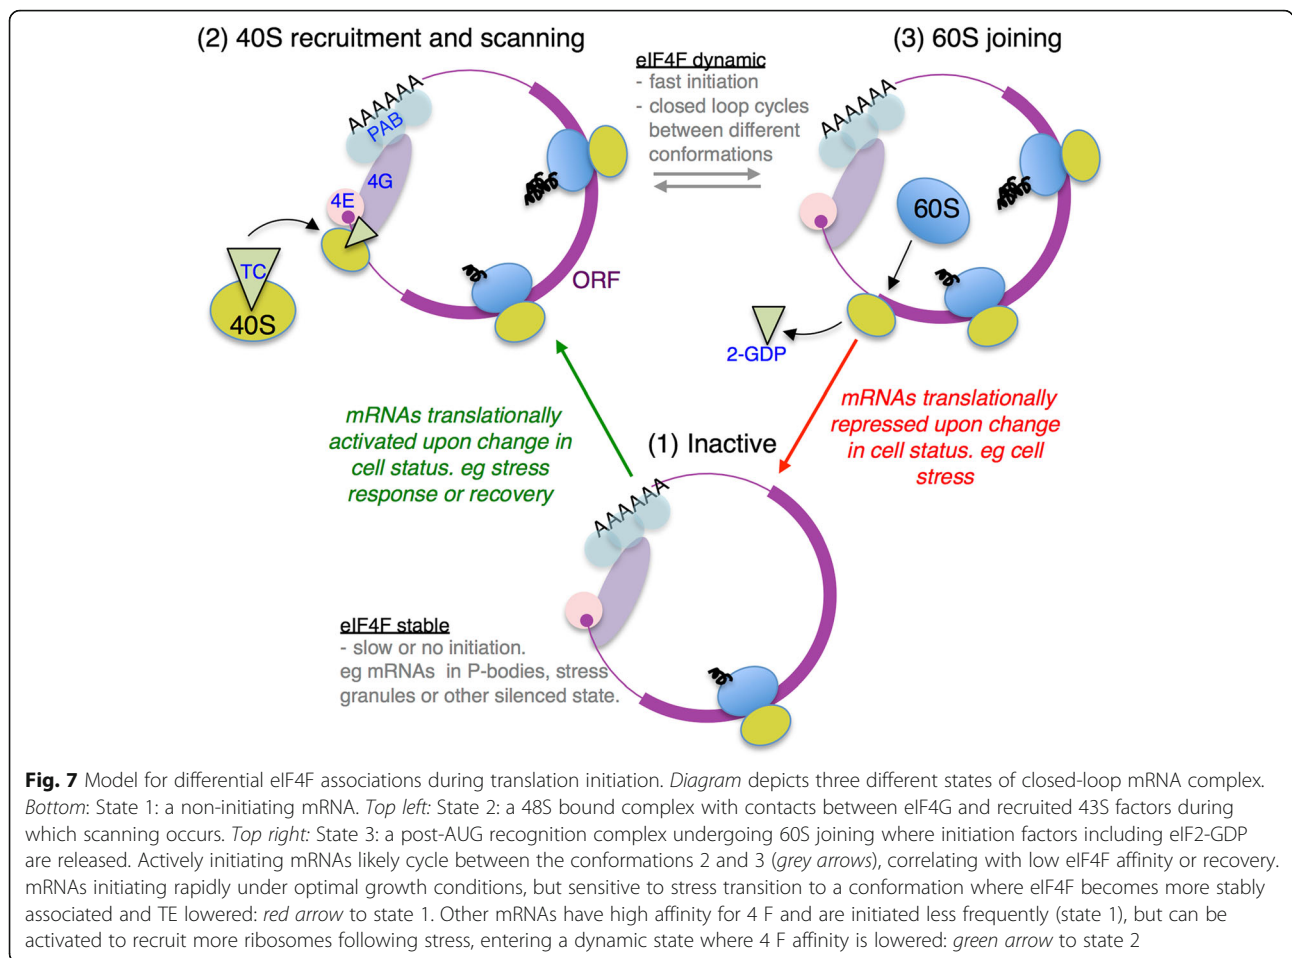 (2) 40S recruitment and scanning
(3) 60S joining
eIF4F dynamic
- fast initiation
- closed loop cycles
between different
conformations
AAAAAA
PAB
4G
4E
TC
40S
ORF
AAAAAA
60S
2-GDP
mRNAs translationally
activated upon change in
cell status. eg stress
response or recovery
mRNAs translationally
repressed upon change
in cell status. eg cell
stress
(1) Inactive
AAAAAA
eIF4F stable
- slow or no initiation.
eg mRNAs in P-bodies, stress
granules or other silenced state.
Fig. 7 Model for differential eIF4F associations during translation initiation. Diagram depicts three different states of closed-loop mRNA complex.
Bottom: State 1: a non-initiating mRNA. Top left: State 2: a 48S bound complex with contacts between eIF4G and recruited 43S factors during
which scanning occurs. Top right: State 3: a post-AUG recognition complex undergoing 60S joining where initiation factors including eIF2-GDP
are released. Actively initiating mRNAs likely cycle between the conformations 2 and 3 (grey arrows), correlating with low eIF4F affinity or recovery.
mRNAs initiating rapidly under optimal growth conditions, but sensitive to stress transition to a conformation where eIF4F becomes more stably
associated and TE lowered: red arrow to state 1. Other mRNAs have high affinity for 4 F and are initiated less frequently (state 1), but can be
activated to recruit more ribosomes following stress, entering a dynamic state where 4 F affinity is lowered: green arrow to state 2